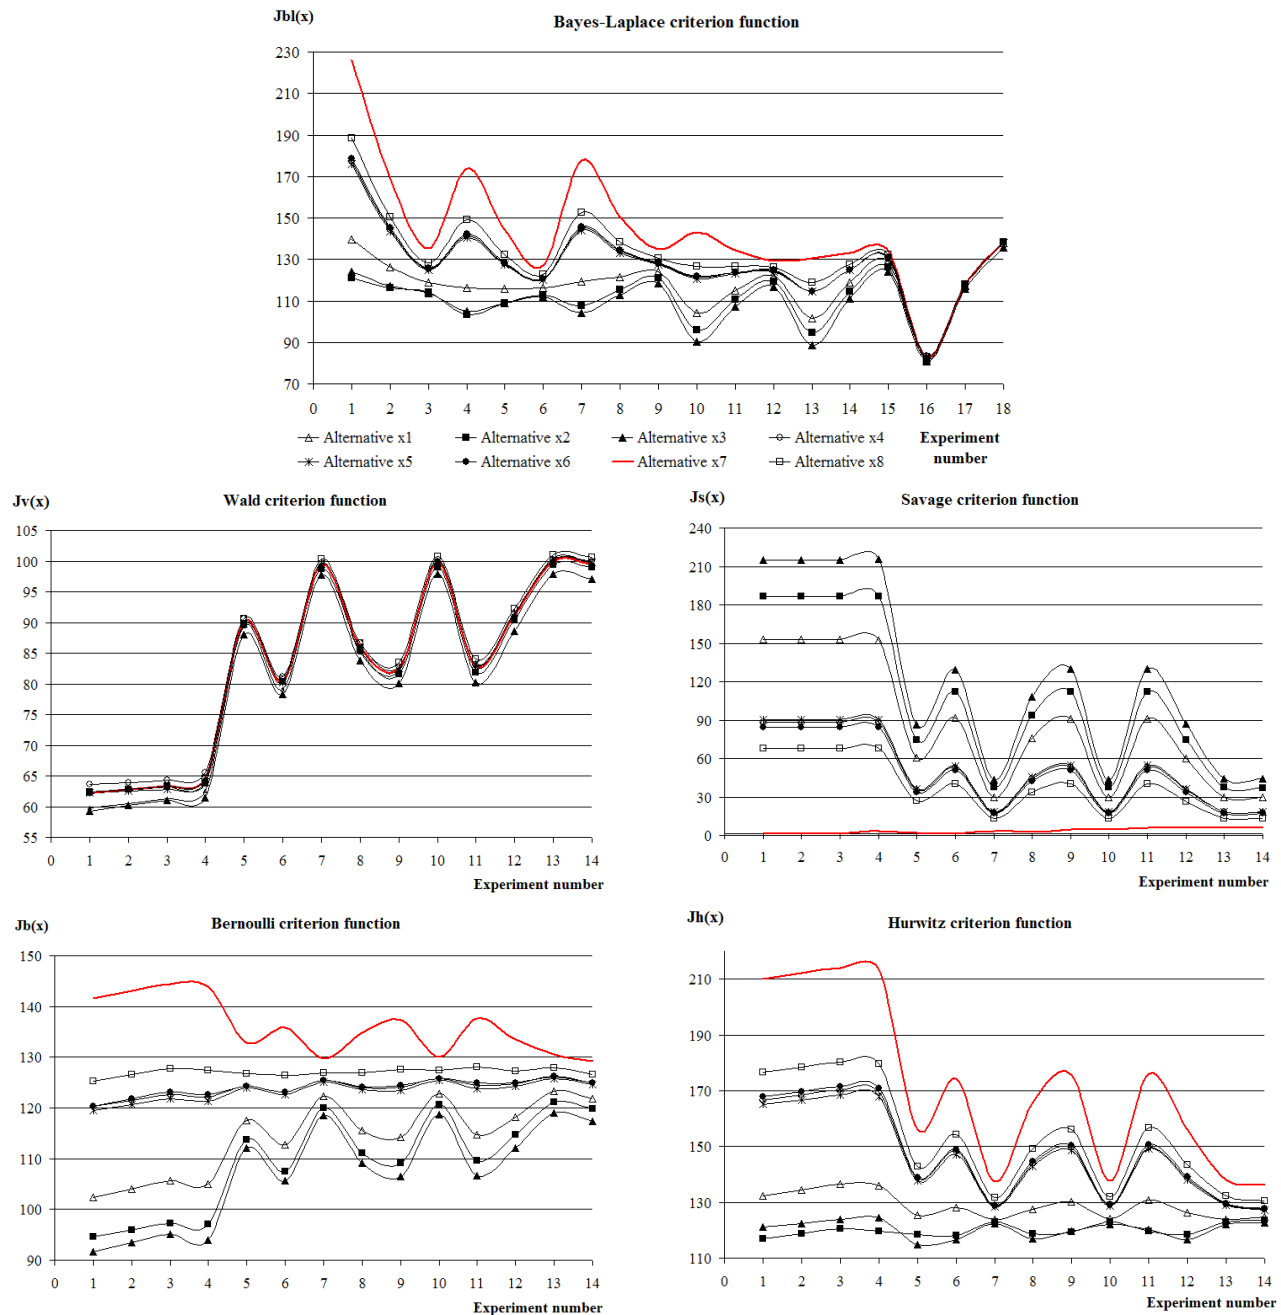 Jbl(x) Bayes-Laplace criterion function
230
210
190
170
150
130
110
90
70
0 1 2 3 4 5 6 7 8 9 10 11 12 13 14 15 16 17 18
Alternative x1 Alternative x2 Alternative x3 Alternative x4 Experiment
Alternative x5 Alternative x6 Alternative x7 Alternative x8 number
Jv(x) Wald criterion function
105
100
95
90
85
80
75
70
65
60
55
0 1 2 3 4 5 6 7 8 9 10 11 12 13 14
Experiment number
Js(x) Savage criterion function
240
210
180
150
120
90
60
30
0
0 1 2 3 4 5 6 7 8 9 10 11 12 13 14
Experiment number
Jb(x) Bernoulli criterion function
150
140
130
120
110
100
90
0 1 2 3 4 5 6 7 8 9 10 11 12 13 14
Experiment number
Jh(x) Hurwitz criterion function
210
190
170
150
130
110
0 1 2 3 4 5 6 7 8 9 10 11 12 13 14
Experiment number